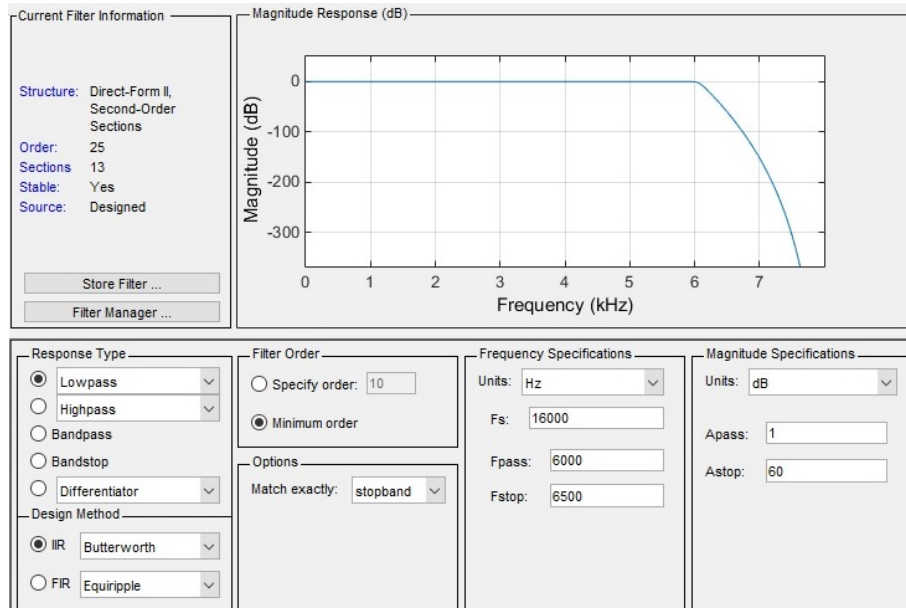 Current Filter Information
Structure: Direct-Form II,
Second-Order
Sections
Order: 25
Sections 13
Stable: Yes
Source: Designed
Store Filter ...
Filter Manager ...
Magnitude Response (dB)
Magnitude (dB)
0
-100
-200
-300
0 1 2 3 4 5 6 7
Frequency (kHz)
Response Type
Lowpass
Highpass
Bandpass
Bandstop
Differentiator
Design Method
IIR Butterworth
FIR Equiripple
Filter Order
Specify order: 10
Minimum order
Options
Match exactly: stopband
Frequency Specifications
Units: Hz
Fs: 16000
Fpass: 6000
Fstop: 6500
Magnitude Specifications
Units: dB
Apass: 1
Astop: 60